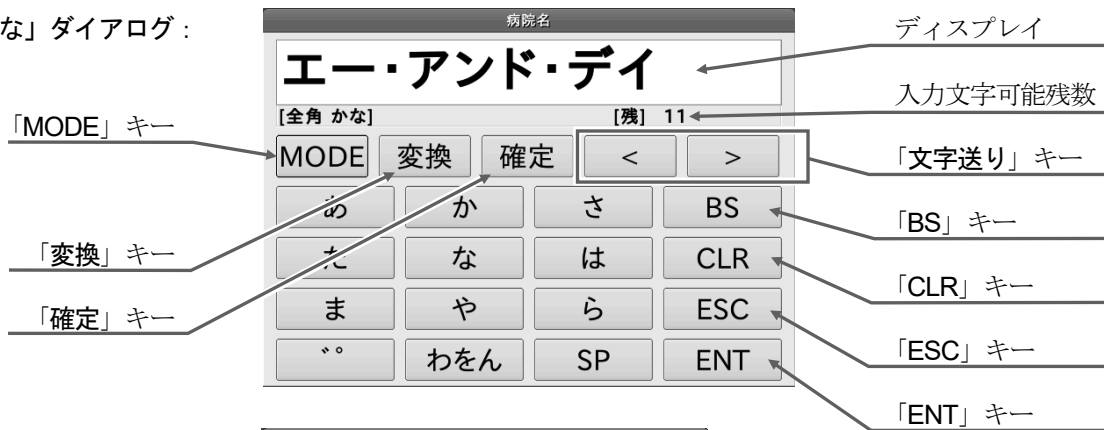 な」ダイアログ：
病院名
エー・アンド・デイ
[全角 かな] [残] 11
MODE 変換 確定 < >
あ か さ BS
た な は CLR
ま や ら ESC
゛゜ わをん SP ENT
「MODE」キー
「変換」キー
「確定」キー
ディスプレイ
入力文字可能残数
「文字送り」キー
「BS」キー
「CLR」キー
「ESC」キー
「ENT」キー